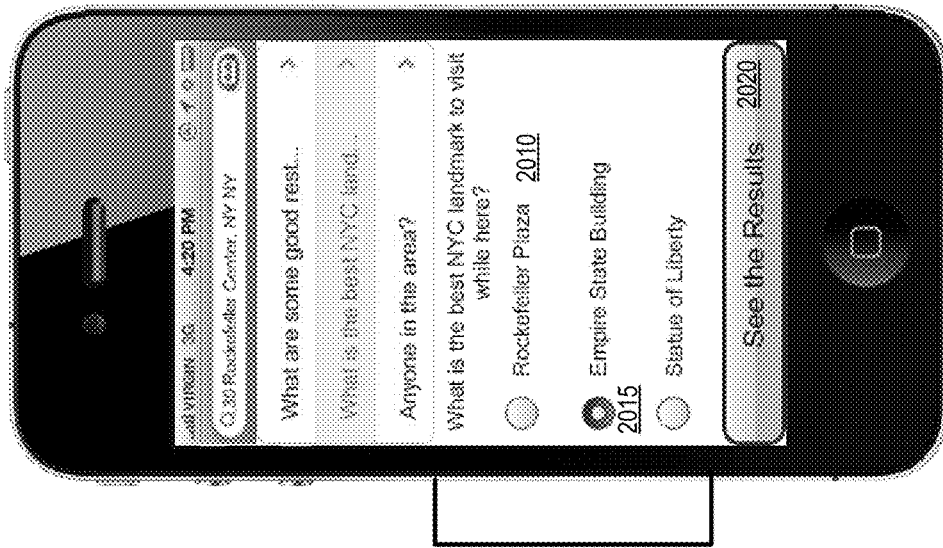 3G 4:20 PM
30 Rockefeller Center, NY NY
What are some good rest...
What is the best NYC land...
Anyone in the area?
What is the best NYC landmark to visit
while here?
Rockefeller Plaza 2010
Empire State Building
2015
Statue of Liberty
See the Results 2020